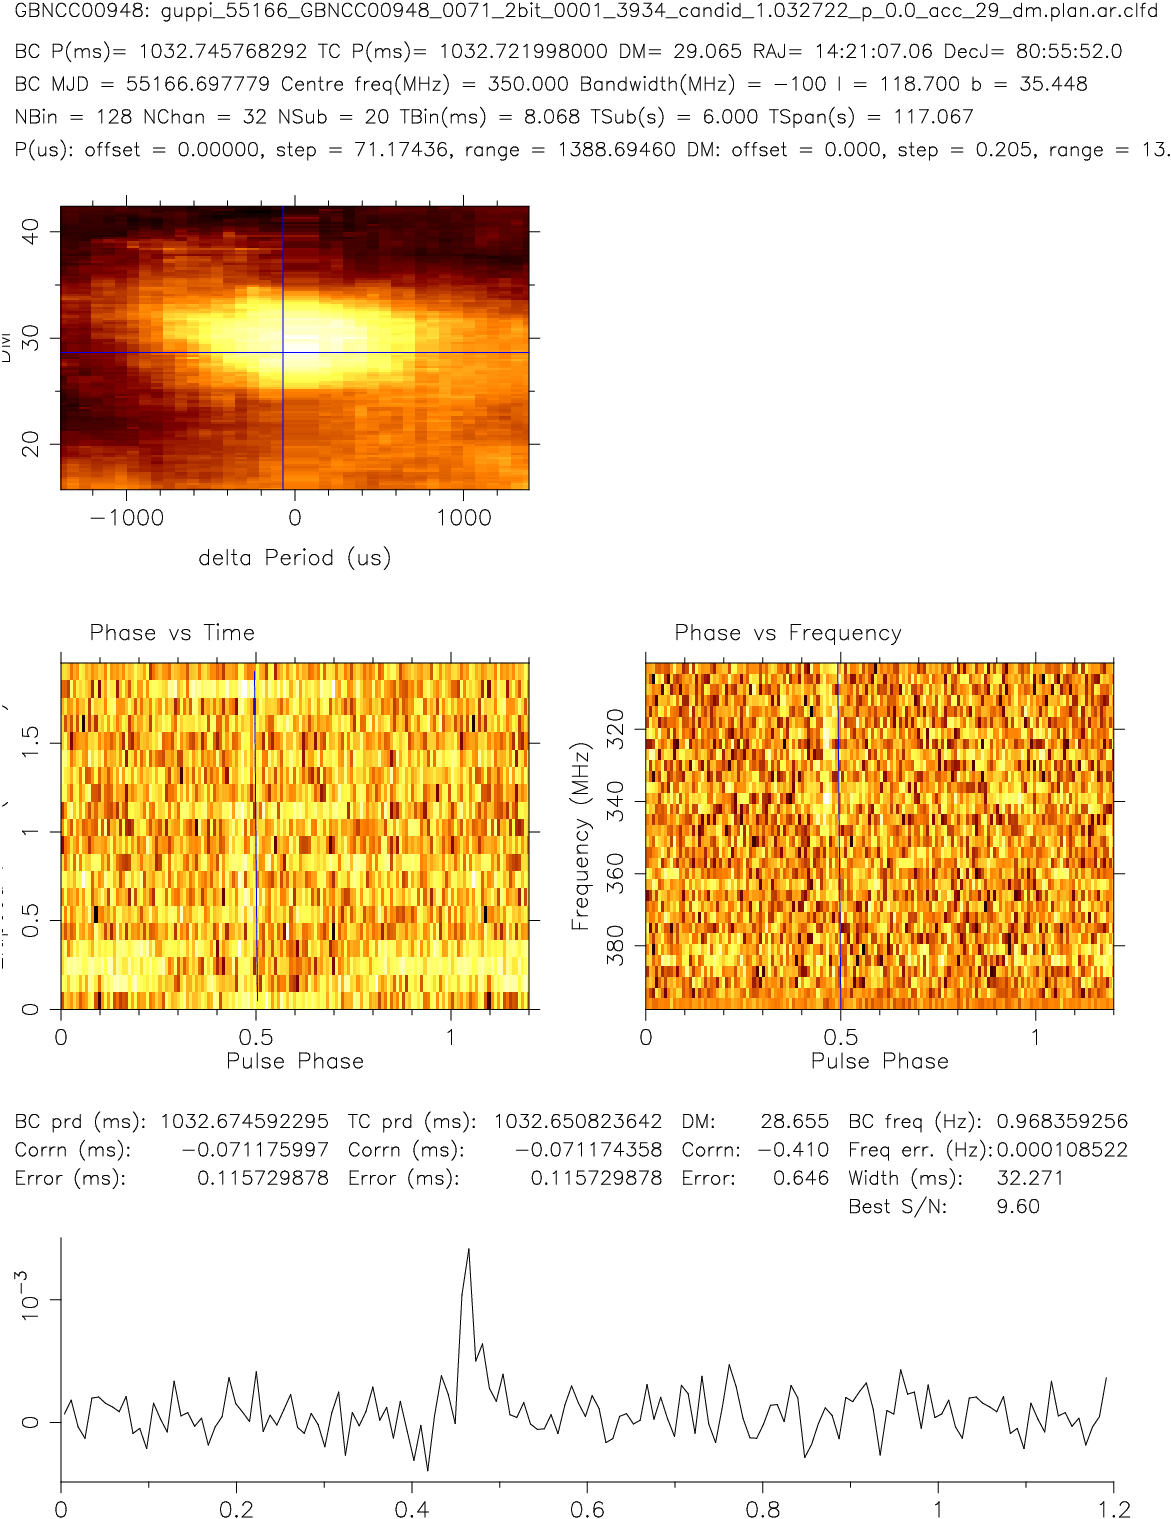 GBNCC00948: guppi_55166_GBNCC00948_0071_2bit_0001_3934_candid_1.032722_p_0.0_acc_29_dm.plan.ar.clfd
BC P(ms)= 1032.745768292 TC P(ms)= 1032.721998000 DM= 29.065 RAJ= 14:21:07.06 DecJ= 80:55:52.0
BC MJD = 55166.697779 Centre freq(MHz) = 350.000 Bandwidth(MHz) = −100 l = 118.700 b = 35.448
NBin = 128 NChan = 32 NSub = 20 TBin(ms) = 8.068 TSub(s) = 6.000 TSpan(s) = 117.067
P(us): offset = 0.00000, step = 71.17436, range = 1388.69460 DM: offset = 0.000, step = 0.205, range = 13.
40
30
20
DM
−1000 0 1000
delta Period (us)
Phase vs Time
1.5
1
0.5
0
0 0.5 1
Pulse Phase
Phase vs Frequency
Frequency (MHz)
320
340
360
380
0 0.5 1
Pulse Phase
BC prd (ms): 1032.674592295 TC prd (ms): 1032.650823642 DM: 28.655 BC freq (Hz): 0.968359256
Corrn (ms): −0.071175997 Corrn (ms): −0.071174358 Corrn: −0.410 Freq err. (Hz): 0.000108522
Error (ms): 0.115729878 Error (ms): 0.115729878 Error: 0.646 Width (ms): 32.271
Best S/N: 9.60
10−3
0
0 0.2 0.4 0.6 0.8 1 1.2